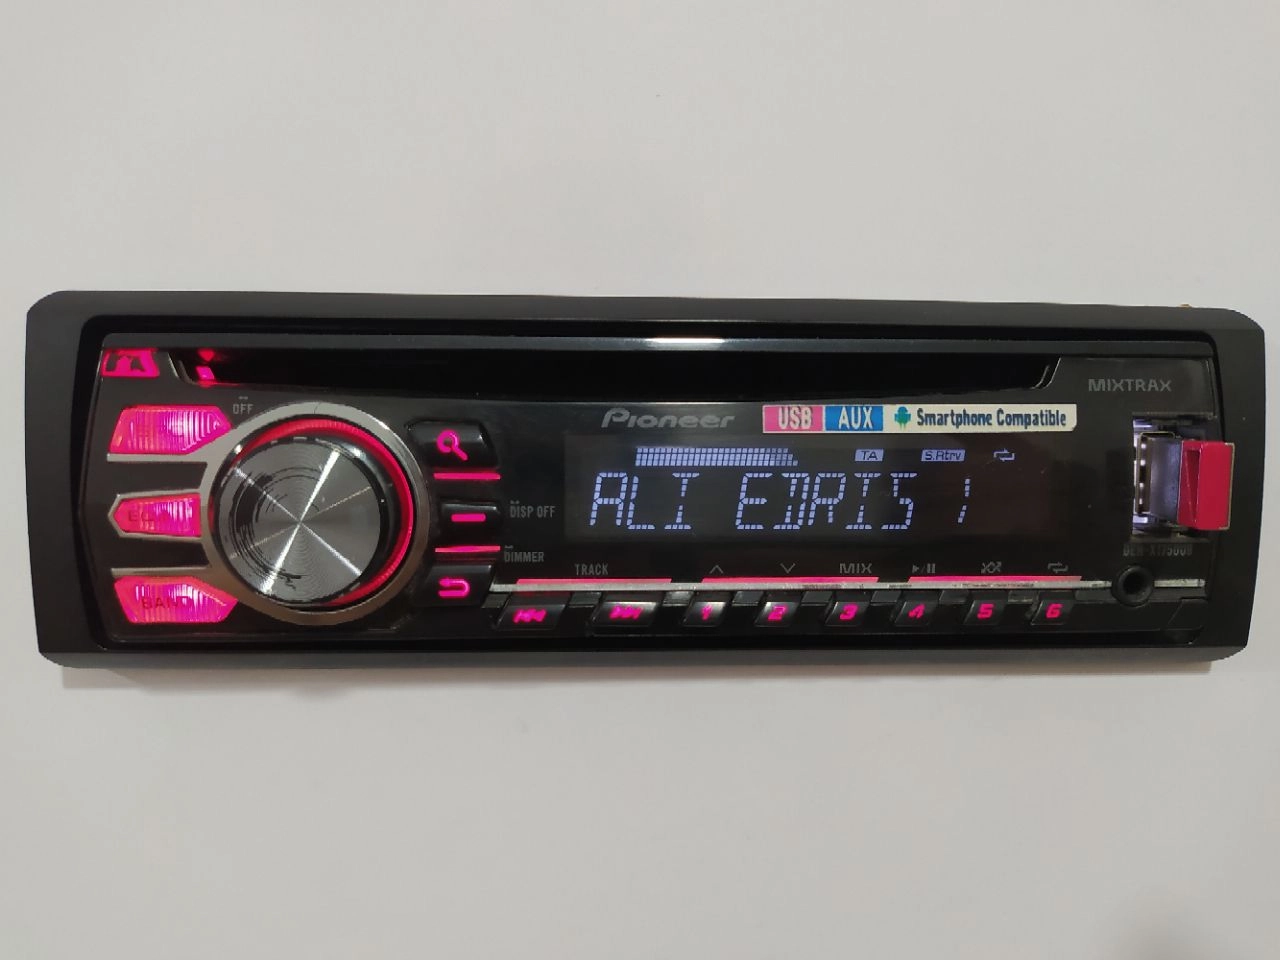 MIXTRAX
OFF
Pioneer
USB AUX Smartphone Compatible
TA S.Rtrv
ALI EDRIS 1
DISP OFF
DIMMER
TRACK MIX
BAND
1 2 3 4 5 6